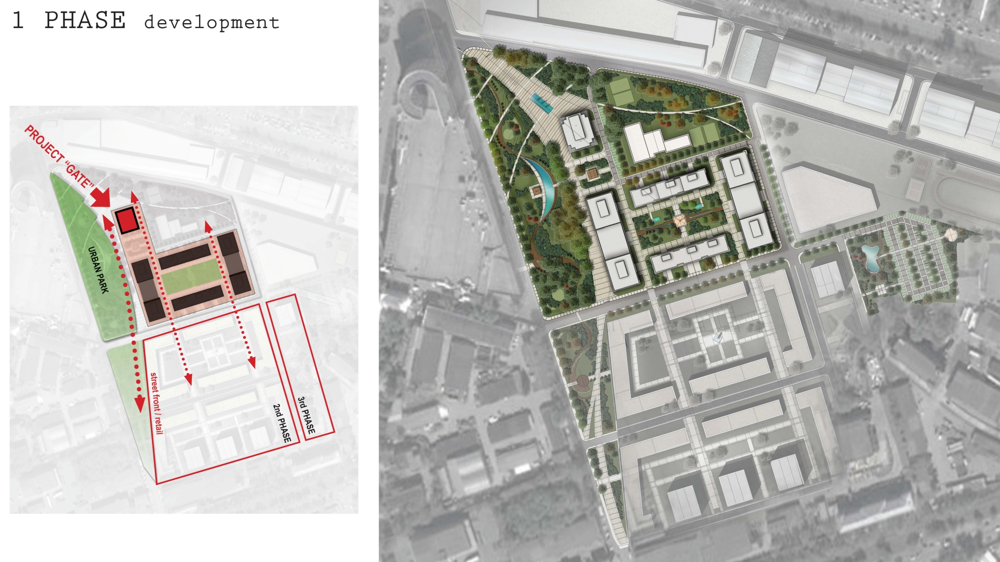 1 PHASE development
PROJECT “GATE”
URBAN PARK
street front / retail
2nd PHASE
3rd PHASE